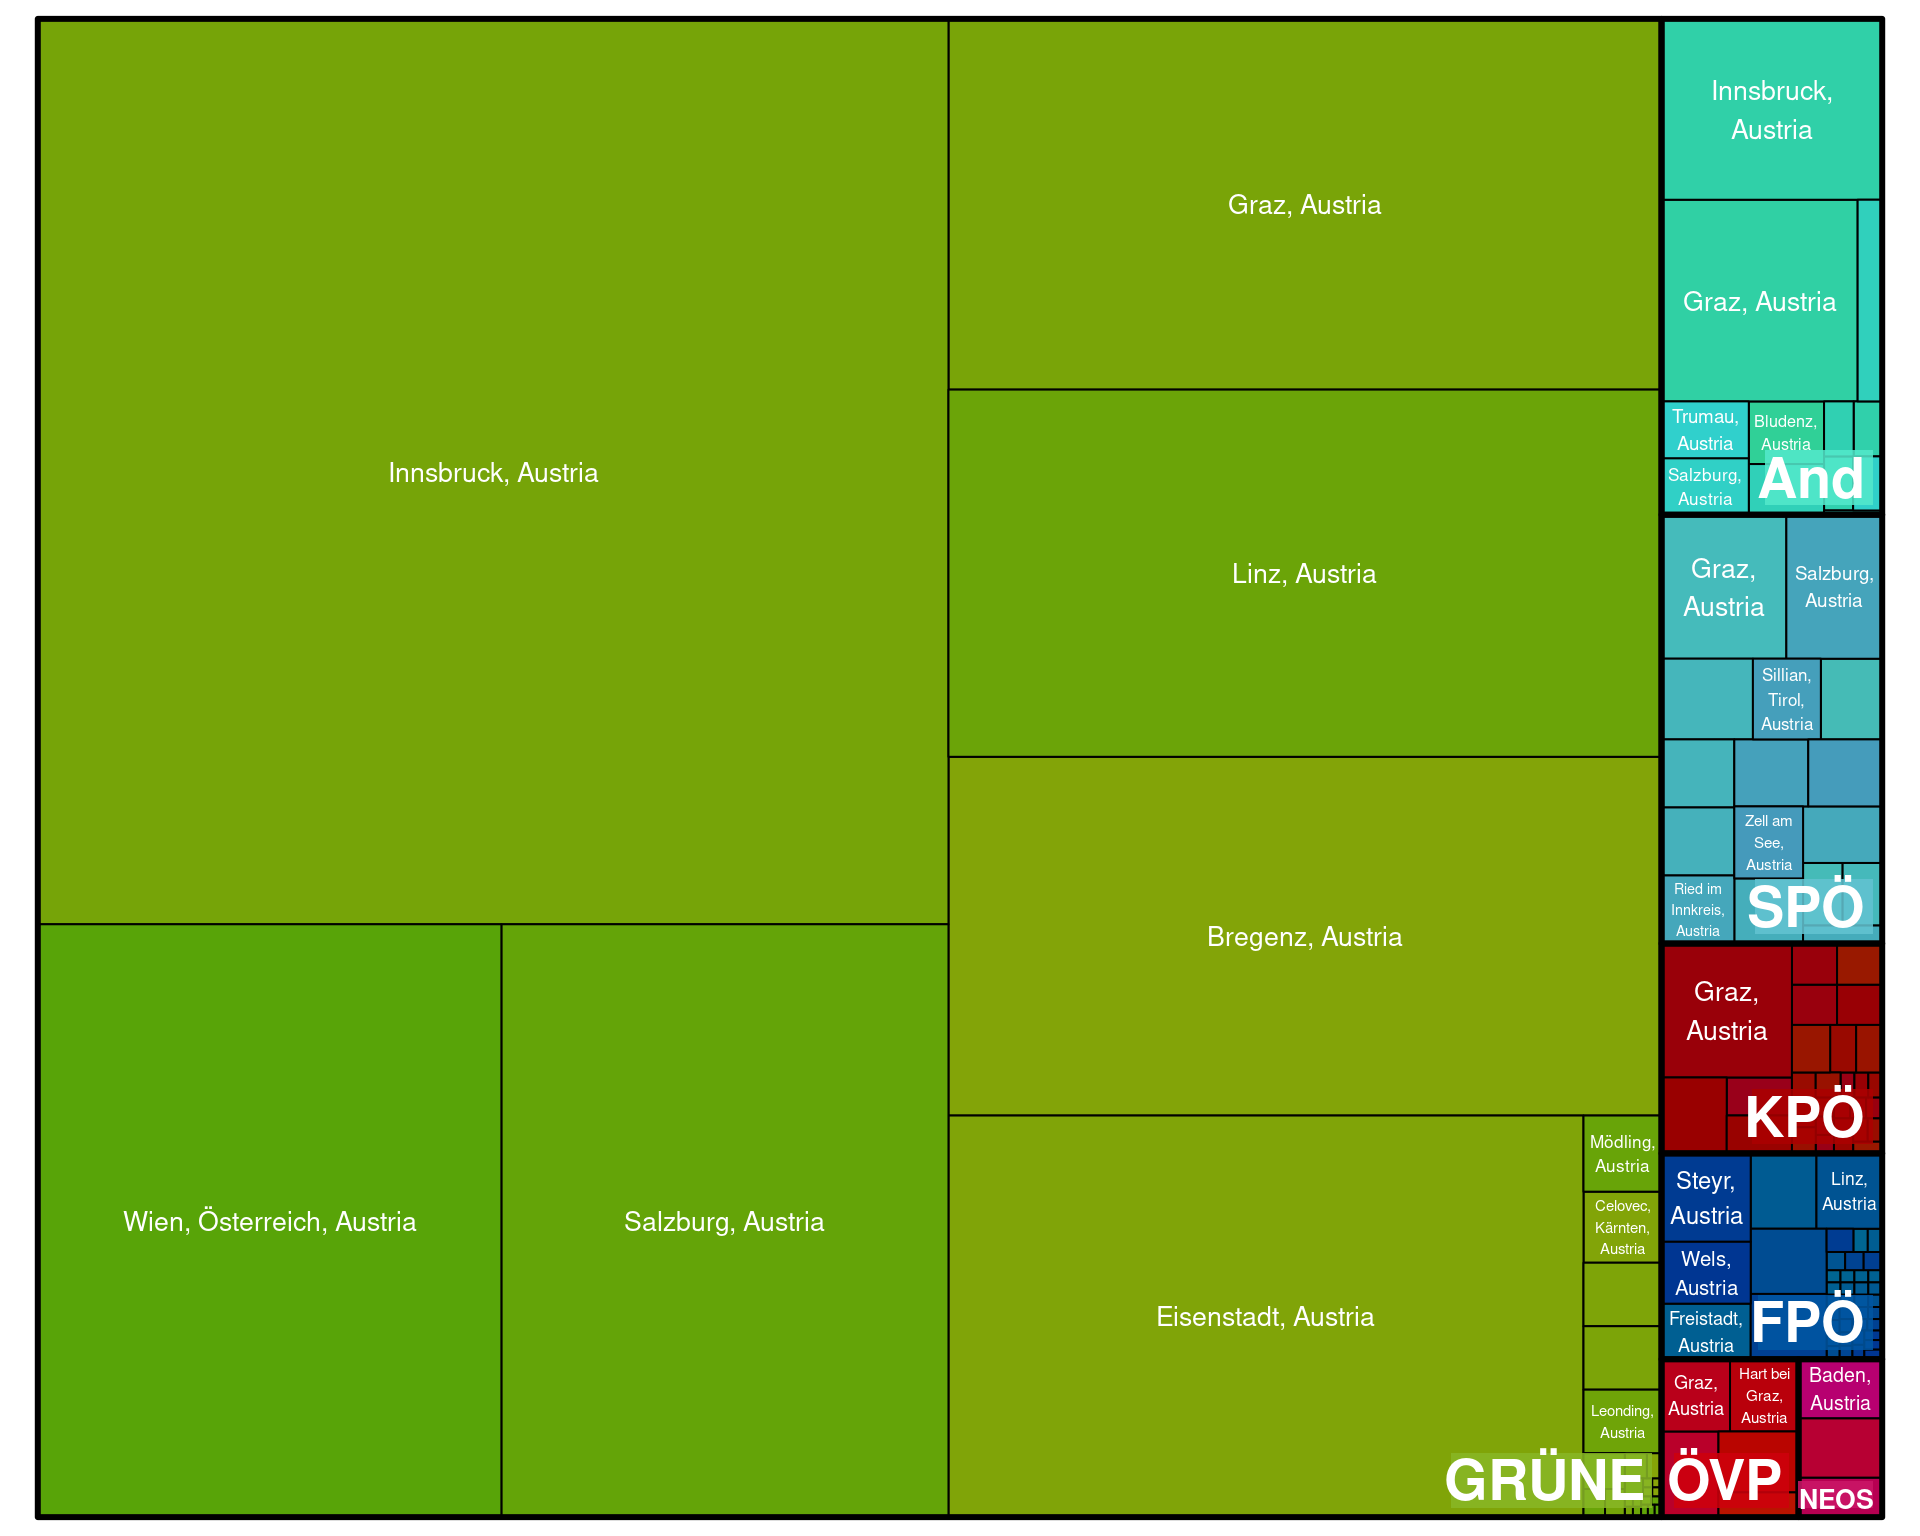 Innsbruck, Austria
Wien, Österreich, Austria
Salzburg, Austria
Graz, Austria
Linz, Austria
Bregenz, Austria
Eisenstadt, Austria
Mödling,
Austria
Celovec,
Kärnten,
Austria
Leonding,
Austria
GRÜNE
Innsbruck,
Austria
Graz, Austria
Trumau,
Austria
Bludenz,
Austria
Salzburg,
Austria
And
Graz,
Austria
Salzburg,
Austria
Sillian,
Tirol,
Austria
Zell am
See,
Austria
Ried im
Innkreis,
Austria
SPÖ
Graz,
Austria
KPÖ
Steyr,
Austria
Linz,
Austria
Wels,
Austria
Freistadt,
Austria
FPÖ
Graz,
Austria
Hart bei
Graz,
Austria
ÖVP
Baden,
Austria
NEOS